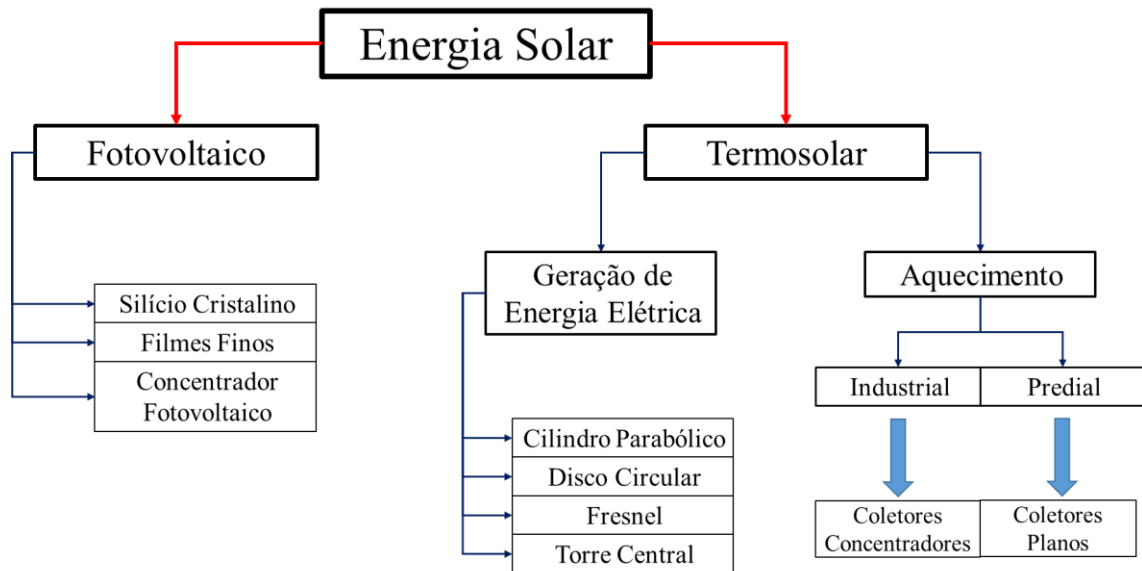 Energia Solar
Fotovoltaico
Termosolar
Silício Cristalino
Filmes Finos
Concentrador
Fotovoltaico
Geração de
Energia Elétrica
Cilindro Parabólico
Disco Circular
Fresnel
Torre Central
Aquecimento
Industrial
Predial
Coletores
Concentradores
Coletores
Planos